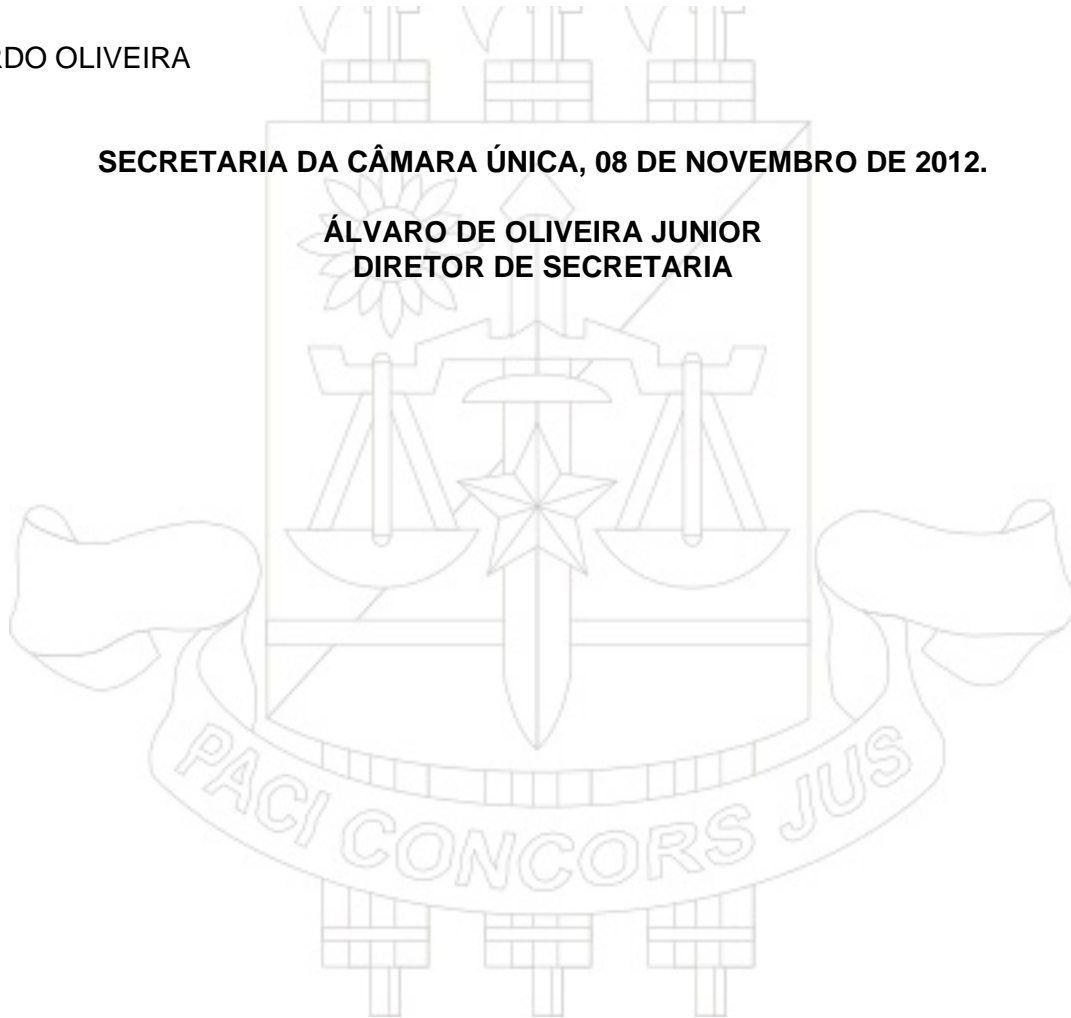 RDO OLIVEIRA
SECRETARIA DA CÂMARA ÚNICA, 08 DE NOVEMBRO DE 2012.
ÁLVARO DE OLIVEIRA JUNIOR
DIRETOR DE SECRETARIA
PACI CONCORS JUS